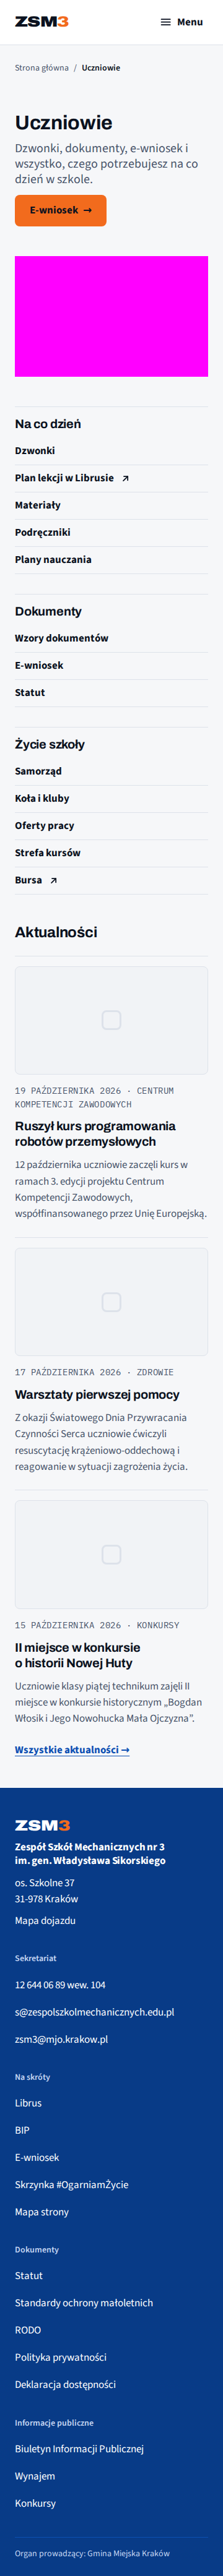 ZSM3
Menu
Strona główna / Uczniowie
Uczniowie
Dzwonki, dokumenty, e-wniosek i
wszystko, czego potrzebujesz na co
dzień w szkole.
E-wniosek →
Na co dzień
Dzwonki
Plan lekcji w Librusie ↗
Materiały
Podręczniki
Plany nauczania
Dokumenty
Wzory dokumentów
E-wniosek
Statut
Życie szkoły
Samorząd
Koła i kluby
Oferty pracy
Strefa kursów
Bursa ↗
Aktualności
19 PAŹDZIERNIKA 2026 · CENTRUM
KOMPETENCJI ZAWODOWYCH
Ruszył kurs programowania
robotów przemysłowych
12 października uczniowie zaczęli kurs w
ramach 3. edycji projektu Centrum
Kompetencji Zawodowych,
współfinansowanego przez Unię Europejską.
17 PAŹDZIERNIKA 2026 · ZDROWIE
Warsztaty pierwszej pomocy
Z okazji Światowego Dnia Przywracania
Czynności Serca uczniowie ćwiczyli
resuscytację krążeniowo-oddechową i
reagowanie w sytuacji zagrożenia życia.
15 PAŹDZIERNIKA 2026 · KONKURSY
II miejsce w konkursie
o historii Nowej Huty
Uczniowie klasy piątej technikum zajęli II
miejsce w konkursie historycznym „Bogdan
Włosik i Jego Nowohucka Mała Ojczyzna”.
Wszystkie aktualności →
ZSM3
Zespół Szkół Mechanicznych nr 3
im. gen. Władysława Sikorskiego
os. Szkolne 37
31-978 Kraków
Mapa dojazdu
Sekretariat
12 644 06 89 wew. 104
s@zespolszkolmechanicznych.edu.pl
zsm3@mjo.krakow.pl
Na skróty
Librus
BIP
E-wniosek
Skrzynka #OgarniamŻycie
Mapa strony
Dokumenty
Statut
Standardy ochrony małoletnich
RODO
Polityka prywatności
Deklaracja dostępności
Informacje publiczne
Biuletyn Informacji Publicznej
Wynajem
Konkursy
Organ prowadzący: Gmina Miejska Kraków